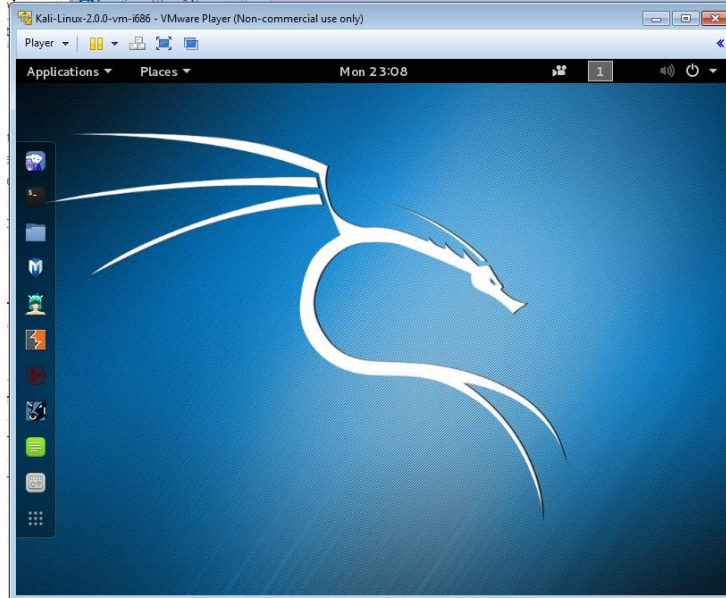 Kali-Linux-2.0.0-vm-i686 - VMware Player (Non-commercial use only)
Player
Applications Places Mon 23:08 1